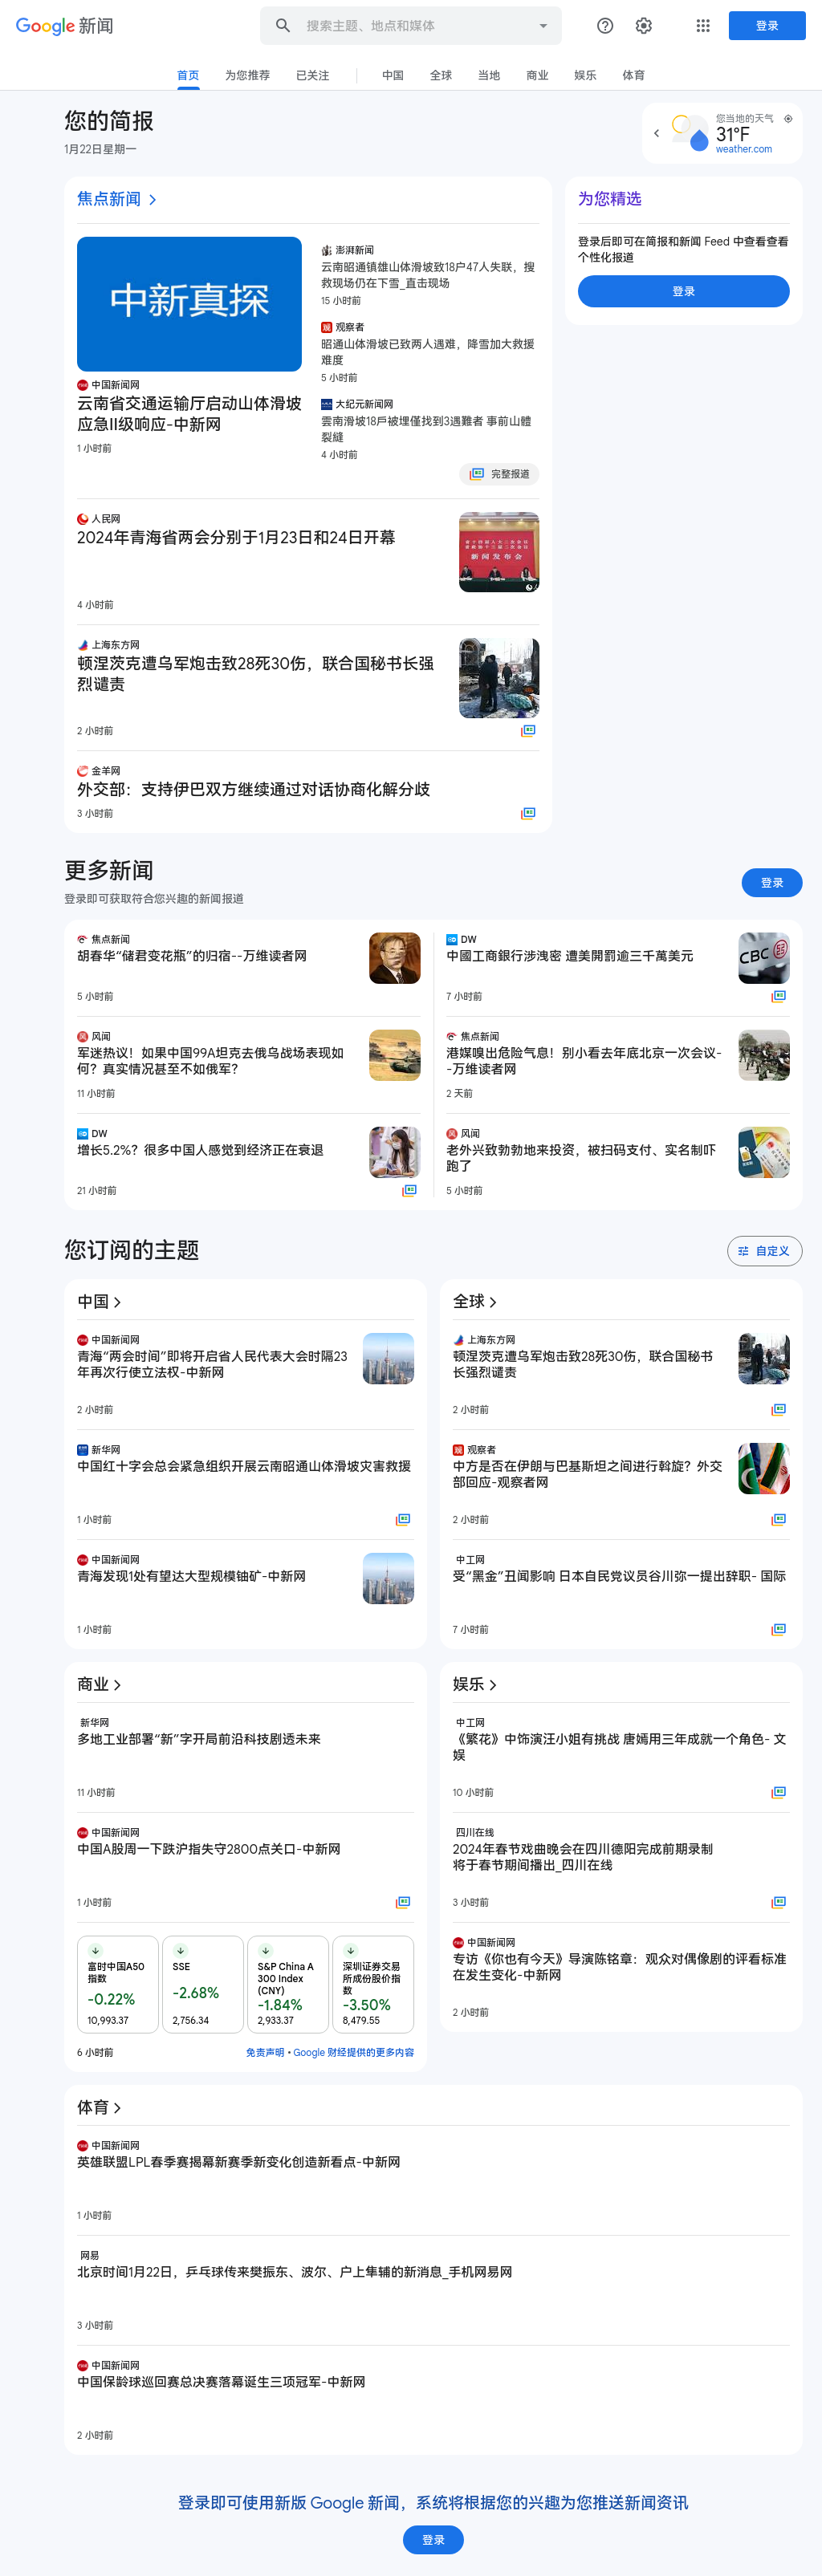 Google 新闻
搜索主题、地点和媒体
登录
首页
为您推荐
已关注
中国
全球
当地
商业
娱乐
体育
您的简报
1月22日星期一
您当地的天气
31°F
weather.com
焦点新闻
中新真探
中国新闻网
云南省交通运输厅启动山体滑坡
应急II级响应-中新网
1 小时前
澎湃新闻
云南昭通镇雄山体滑坡致18户47人失联，搜
救现场仍在下雪_直击现场
15 小时前
观察者
昭通山体滑坡已致两人遇难，降雪加大救援
难度
5 小时前
大纪元新闻网
雲南滑坡18戶被埋僅找到3遇難者 事前山體
裂縫
4 小时前
完整报道
人民网
2024年青海省两会分别于1月23日和24日开幕
新闻发布会
4 小时前
上海东方网
顿涅茨克遭乌军炮击致28死30伤，联合国秘书长强
烈谴责
2 小时前
金羊网
外交部：支持伊巴双方继续通过对话协商化解分歧
3 小时前
为您精选
登录后即可在简报和新闻 Feed 中查看查看
个性化报道
登录
更多新闻
登录即可获取符合您兴趣的新闻报道
登录
焦点新闻
胡春华“储君变花瓶”的归宿--万维读者网
5 小时前
风闻
军迷热议！如果中国99A坦克去俄乌战场表现如
何？真实情况甚至不如俄军？
11 小时前
DW
增长5.2%？很多中国人感觉到经济正在衰退
21 小时前
DW
中國工商銀行涉洩密 遭美開罰逾三千萬美元
CBC
7 小时前
焦点新闻
港媒嗅出危险气息！别小看去年底北京一次会议-
-万维读者网
2 天前
风闻
老外兴致勃勃地来投资，被扫码支付、实名制吓
跑了
5 小时前
您订阅的主题
自定义
中国
中国新闻网
青海“两会时间”即将开启省人民代表大会时隔23
年再次行使立法权-中新网
2 小时前
新华网
中国红十字会总会紧急组织开展云南昭通山体滑坡灾害救援
1 小时前
中国新闻网
青海发现1处有望达大型规模铀矿-中新网
1 小时前
全球
上海东方网
顿涅茨克遭乌军炮击致28死30伤，联合国秘书
长强烈谴责
2 小时前
观察者
中方是否在伊朗与巴基斯坦之间进行斡旋？外交
部回应-观察者网
2 小时前
中工网
受“黑金”丑闻影响 日本自民党议员谷川弥一提出辞职- 国际
7 小时前
商业
新华网
多地工业部署“新”字开局前沿科技剧透未来
11 小时前
中国新闻网
中国A股周一下跌沪指失守2800点关口-中新网
1 小时前
富时中国A50
指数
-0.22%
10,993.37
SSE
-2.68%
2,756.34
S&P China A
300 Index
(CNY)
-1.84%
2,933.37
深圳证券交易
所成份股价指
数
-3.50%
8,479.55
6 小时前
免责声明 • Google 财经提供的更多内容
娱乐
中工网
《繁花》中饰演汪小姐有挑战 唐嫣用三年成就一个角色- 文
娱
10 小时前
四川在线
2024年春节戏曲晚会在四川德阳完成前期录制
将于春节期间播出_四川在线
3 小时前
中国新闻网
专访《你也有今天》导演陈铭章：观众对偶像剧的评看标准
在发生变化-中新网
2 小时前
体育
中国新闻网
英雄联盟LPL春季赛揭幕新赛季新变化创造新看点-中新网
1 小时前
网易
北京时间1月22日，乒乓球传来樊振东、波尔、户上隼辅的新消息_手机网易网
3 小时前
中国新闻网
中国保龄球巡回赛总决赛落幕诞生三项冠军-中新网
2 小时前
登录即可使用新版 Google 新闻，系统将根据您的兴趣为您推送新闻资讯
登录